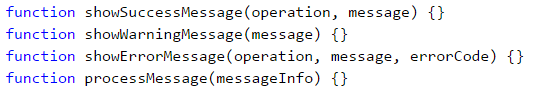 function showSuccessMessage(operation, message) {}
function showWarningMessage(message) {}
function showErrorMessage(operation, message, errorCode) {}
function processMessage(messageInfo) {}